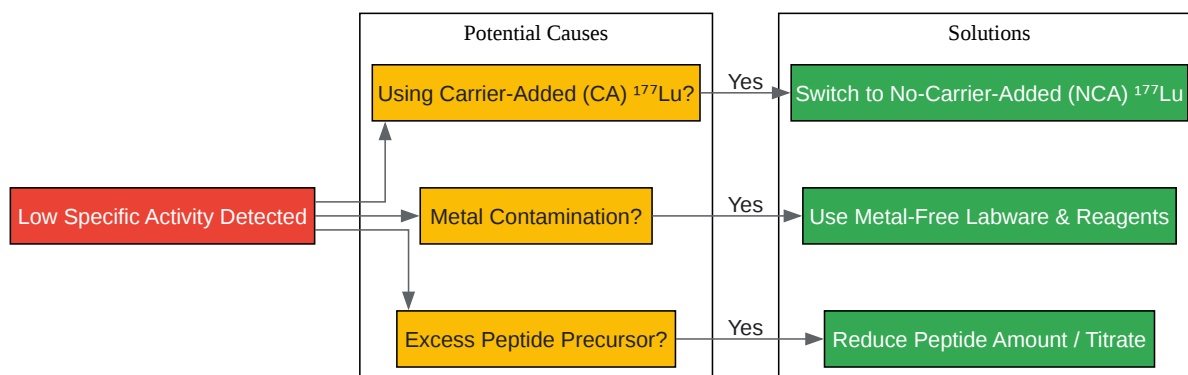 Potential Causes
Solutions
Using Carrier-Added (CA) ¹⁷⁷Lu?
Yes
Switch to No-Carrier-Added (NCA) ¹⁷⁷Lu
Low Specific Activity Detected
Metal Contamination?
Yes
Use Metal-Free Labware & Reagents
Excess Peptide Precursor?
Yes
Reduce Peptide Amount / Titrate